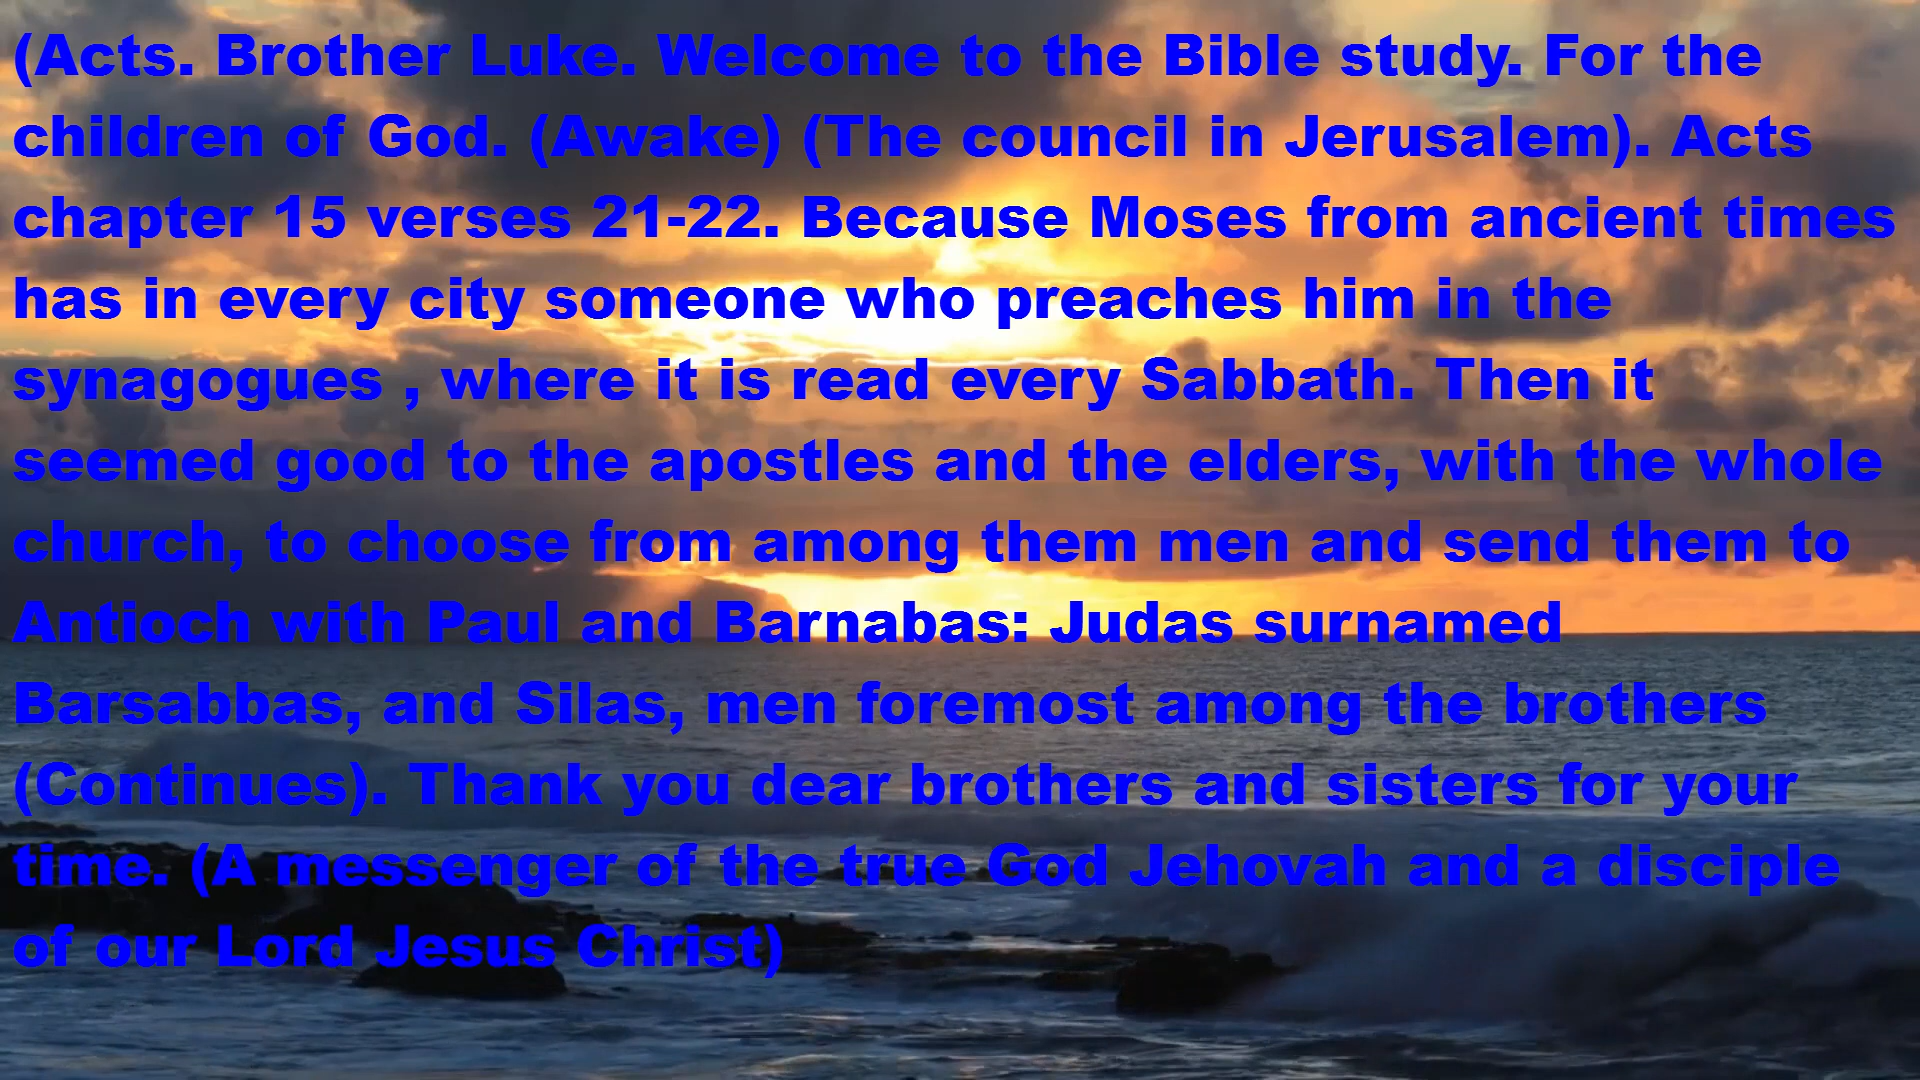 (Acts. Brother Luke. Welcome to the Bible study. For the
children of God. (Awake) (The council in Jerusalem). Acts
chapter 15 verses 21-22. Because Moses from ancient times
has in every city someone who preaches him in the
synagogues , where it is read every Sabbath. Then it
seemed good to the apostles and the elders, with the whole
church, to choose from among them men and send them to
Antioch with Paul and Barnabas: Judas surnamed
Barsabbas, and Silas, men foremost among the brothers
(Continues). Thank you dear brothers and sisters for your
time. (A messenger of the true God Jehovah and a disciple
of our Lord Jesus Christ)